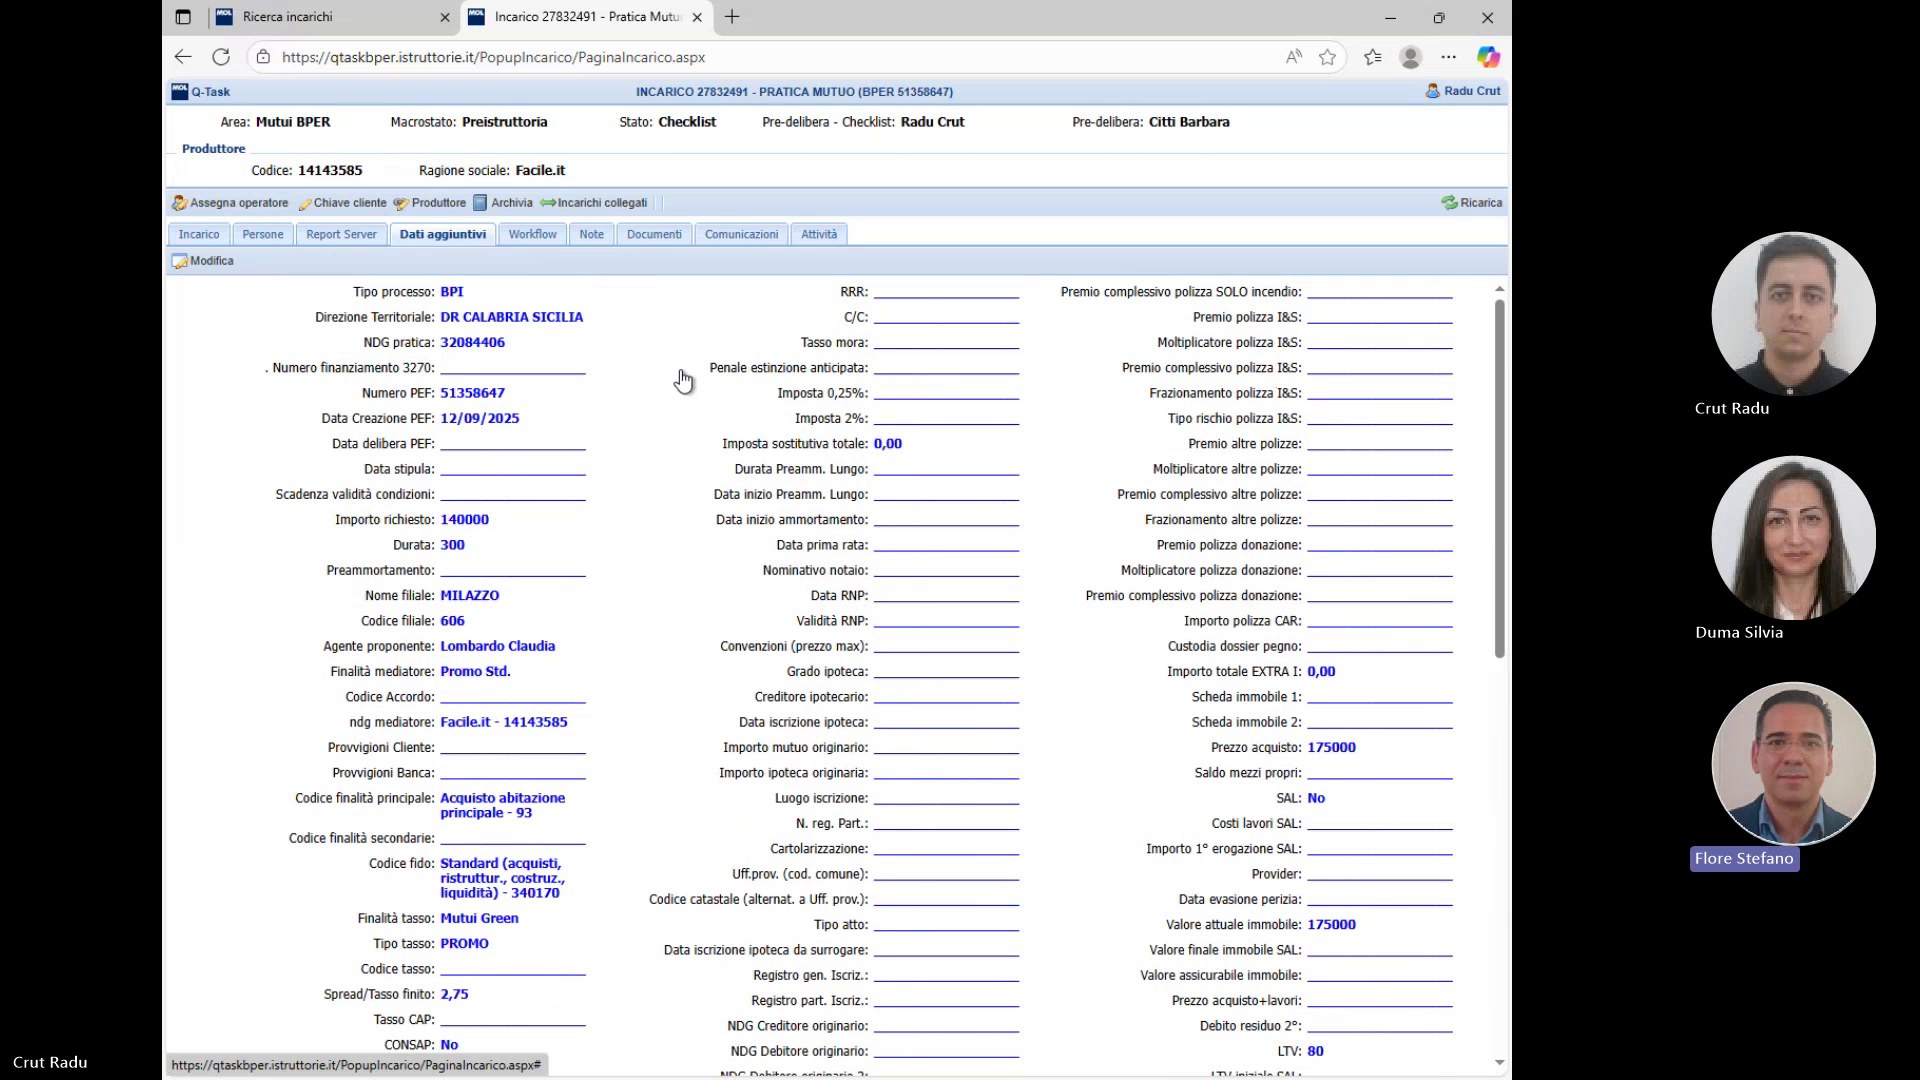 Ricerca incarichi
Incarico 27832491 - Pratica Mutu
https://qtaskbper.istruttorie.it/PopupIncarico/PaginaIncarico.aspx
MOL Q-Task
INCARICO 27832491 - PRATICA MUTUO (BPER 51358647)
Radu Crut
Area: Mutui BPER
Macrostato: Preistruttoria
Stato: Checklist
Pre-delibera - Checklist: Radu Crut
Pre-delibera: Citti Barbara
Produttore
Codice: 14143585
Ragione sociale: Facile.it
Assegna operatore
Chiave cliente
Produttore
Archivia
Incarichi collegati
Ricarica
Incarico
Persone
Report Server
Dati aggiuntivi
Workflow
Note
Documenti
Comunicazioni
Attività
Modifica
Tipo processo: BPI
Direzione Territoriale: DR CALABRIA SICILIA
NDG pratica: 32084406
. Numero finanziamento 3270:
Numero PEF: 51358647
Data Creazione PEF: 12/09/2025
Data delibera PEF:
Data stipula:
Scadenza validità condizioni:
Importo richiesto: 140000
Durata: 300
Preammortamento:
Nome filiale: MILAZZO
Codice filiale: 606
Agente proponente: Lombardo Claudia
Finalità mediatore: Promo Std.
Codice Accordo:
ndg mediatore: Facile.it - 14143585
Provvigioni Cliente:
Provvigioni Banca:
Codice finalità principale: Acquisto abitazione
principale - 93
Codice finalità secondarie:
Codice fido: Standard (acquisti,
ristruttur., costruz.,
liquidità) - 340170
Finalità tasso: Mutui Green
Tipo tasso: PROMO
Codice tasso:
Spread/Tasso finito: 2,75
Tasso CAP:
CONSAP: No
RRR:
C/C:
Tasso mora:
Penale estinzione anticipata:
Imposta 0,25%:
Imposta 2%:
Imposta sostitutiva totale: 0,00
Durata Preamm. Lungo:
Data inizio Preamm. Lungo:
Data inizio ammortamento:
Data prima rata:
Nominativo notaio:
Data RNP:
Validità RNP:
Convenzioni (prezzo max):
Grado ipoteca:
Creditore ipotecario:
Data iscrizione ipoteca:
Importo mutuo originario:
Importo ipoteca originaria:
Luogo iscrizione:
N. reg. Part.:
Cartolarizzazione:
Uff.prov. (cod. comune):
Codice catastale (alternat. a Uff. prov.):
Tipo atto:
Data iscrizione ipoteca da surrogare:
Registro gen. Iscriz.:
Registro part. Iscriz.:
NDG Creditore originario:
NDG Debitore originario:
NDG Debitore originario 2:
Premio complessivo polizza SOLO incendio:
Premio polizza I&S:
Moltiplicatore polizza I&S:
Premio complessivo polizza I&S:
Frazionamento polizza I&S:
Tipo rischio polizza I&S:
Premio altre polizze:
Moltiplicatore altre polizze:
Premio complessivo altre polizze:
Frazionamento altre polizze:
Premio polizza donazione:
Moltiplicatore polizza donazione:
Premio complessivo polizza donazione:
Importo polizza CAR:
Custodia dossier pegno:
Importo totale EXTRA I: 0,00
Scheda immobile 1:
Scheda immobile 2:
Prezzo acquisto: 175000
Saldo mezzi propri:
SAL: No
Costi lavori SAL:
Importo 1° erogazione SAL:
Provider:
Data evasione perizia:
Valore attuale immobile: 175000
Valore finale immobile SAL:
Valore assicurabile immobile:
Prezzo acquisto+lavori:
Debito residuo 2°:
LTV: 80
LTV iniziale SAL:
https://qtaskbper.istruttorie.it/PopupIncarico/PaginaIncarico.aspx#
Crut Radu
Duma Silvia
Flore Stefano
Crut Radu